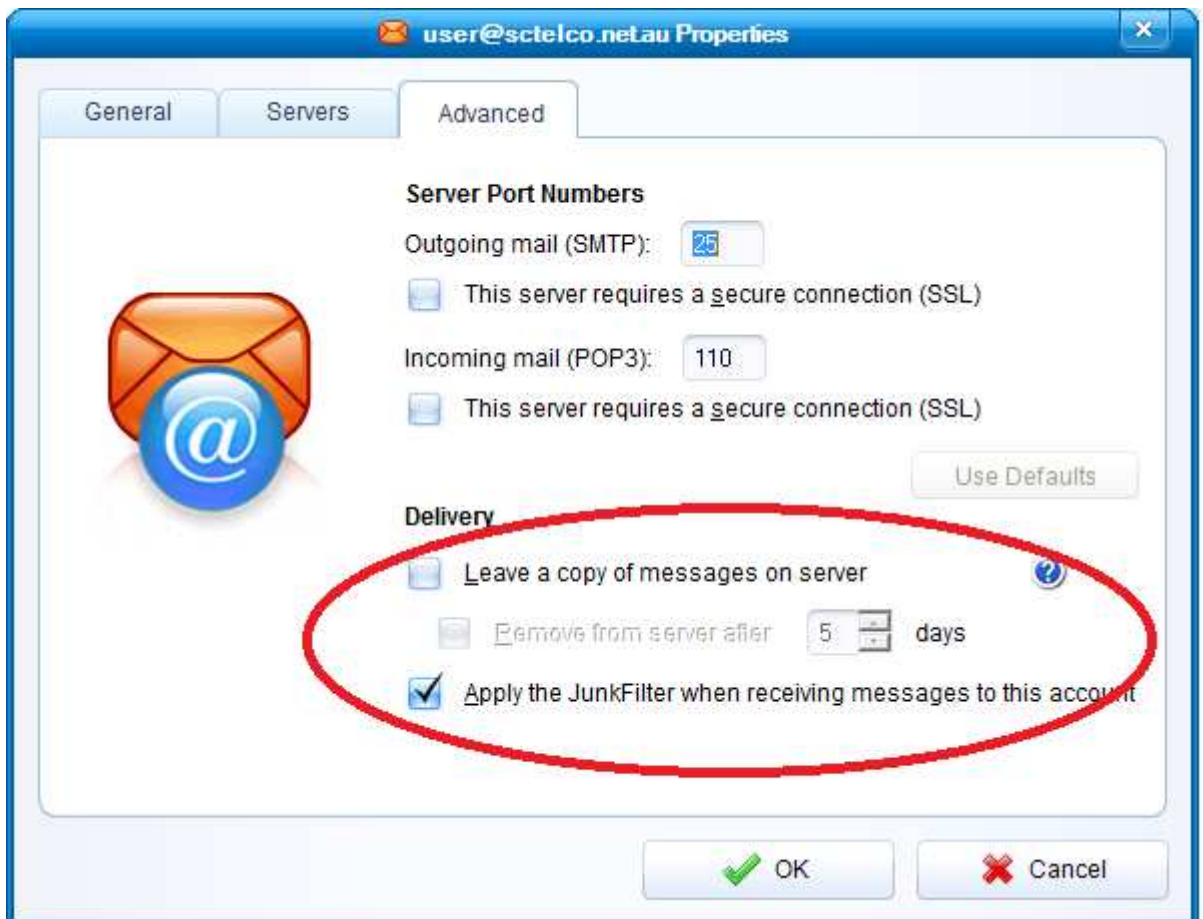 user@sctelco.net.au Properties
General Servers Advanced
Server Port Numbers
Outgoing mail (SMTP): 25
This server requires a secure connection (SSL)
Incoming mail (POP3): 110
This server requires a secure connection (SSL)
Use Defaults
Delivery
Leave a copy of messages on server ?
Remove from server after 5 days
Apply the JunkFilter when receiving messages to this account
OK Cancel